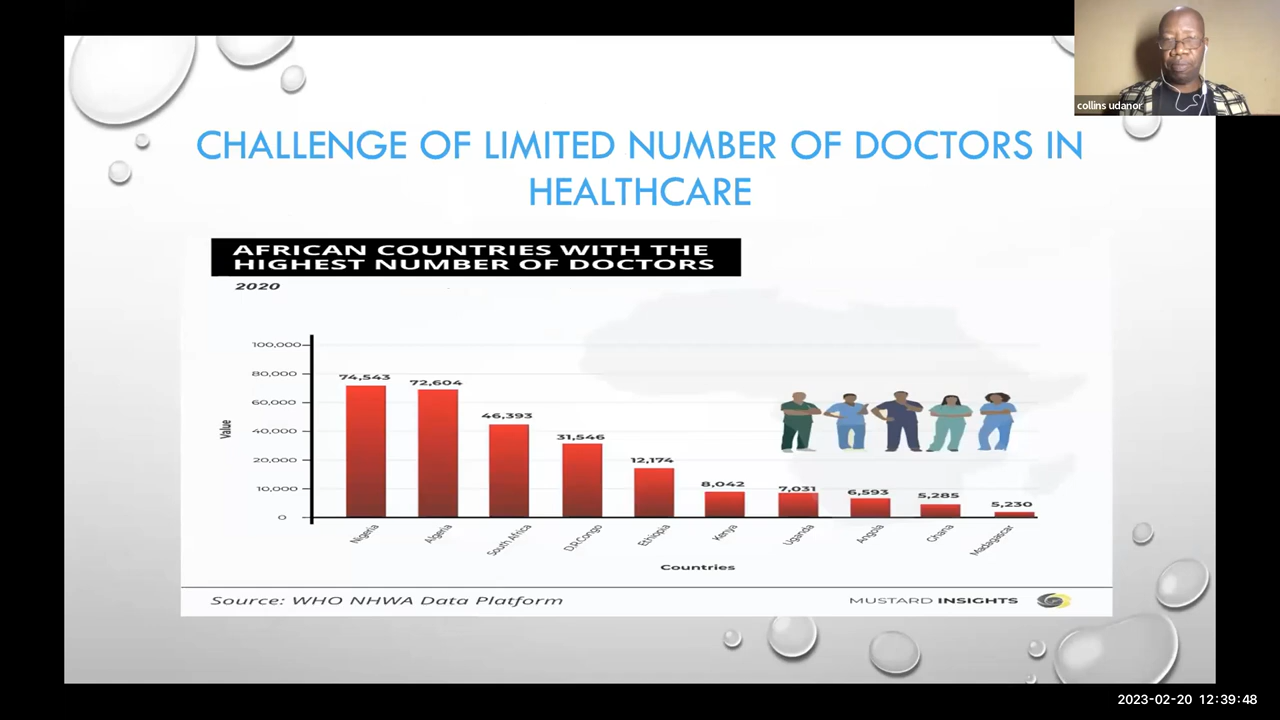 collins udanor
CHALLENGE OF LIMITED NUMBER OF DOCTORS IN
HEALTHCARE
AFRICAN COUNTRIES WITH THE
HIGHEST NUMBER OF DOCTORS
2020
100,000
80,000
60,000
40,000
20,000
10,000
0
Value
74,543
72,604
46,393
31,546
12,174
8,042
7,031
6,593
5,285
5,230
Nigeria
Algeria
South Africa
D.R.Congo
Ethiopia
Kenya
Uganda
Angola
Ghana
Madagascar
Countries
Source: WHO NHWA Data Platform
MUSTARD INSIGHTS
2023-02-20 12:39:48